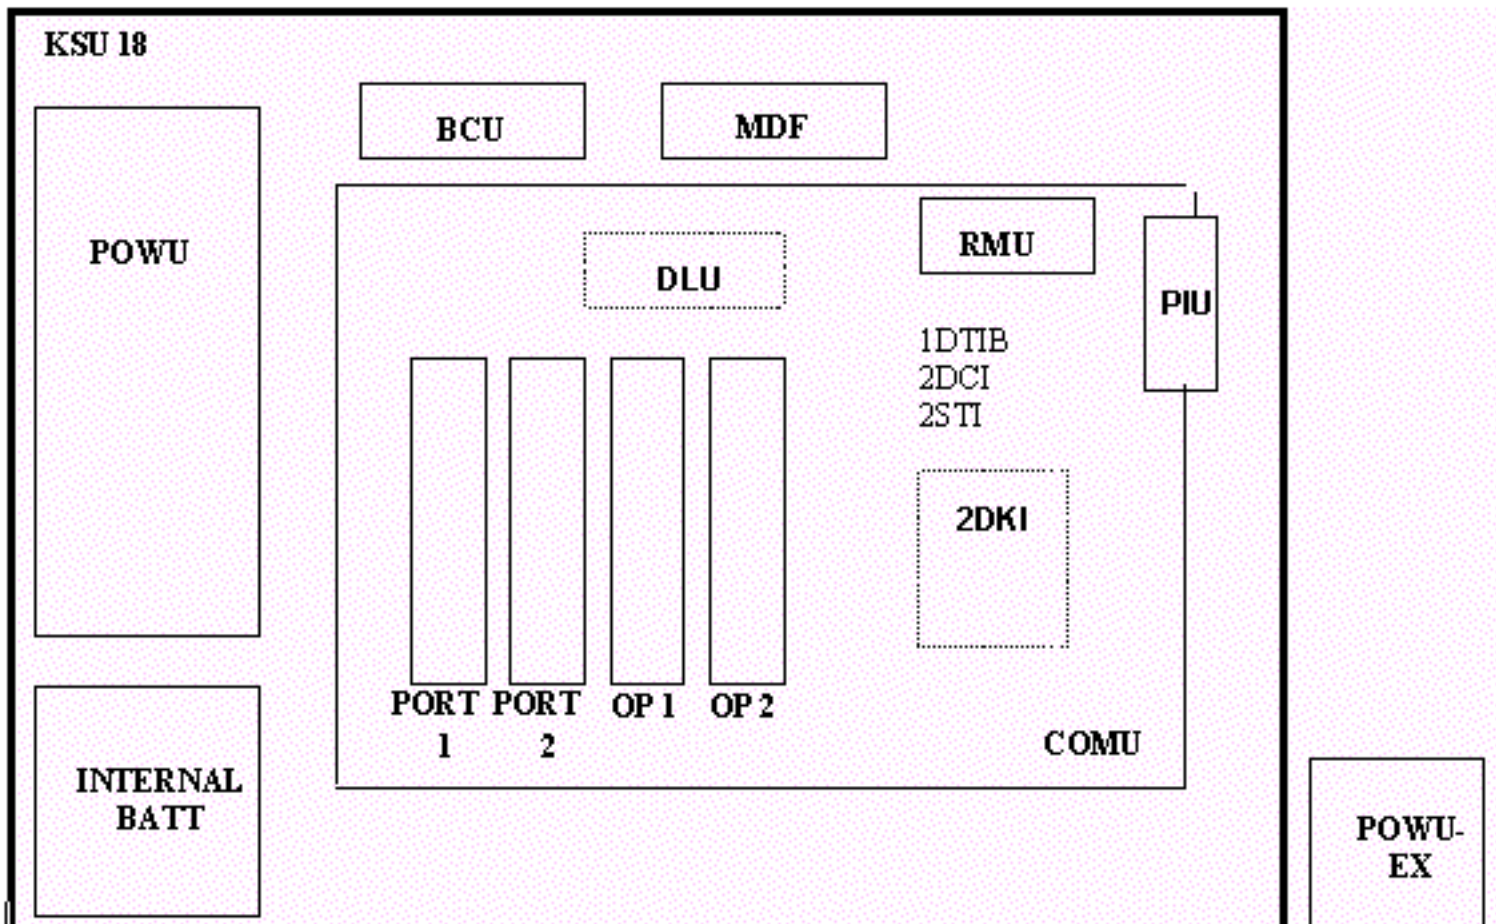 KSU 18
BCU
MDF
POWU
RMU
DLU
PIU
1DTIB
2DCI
2STI
2DKI
PORT
1
PORT
2
OP 1
OP 2
COMU
INTERNAL
BATT
POWU-
EX